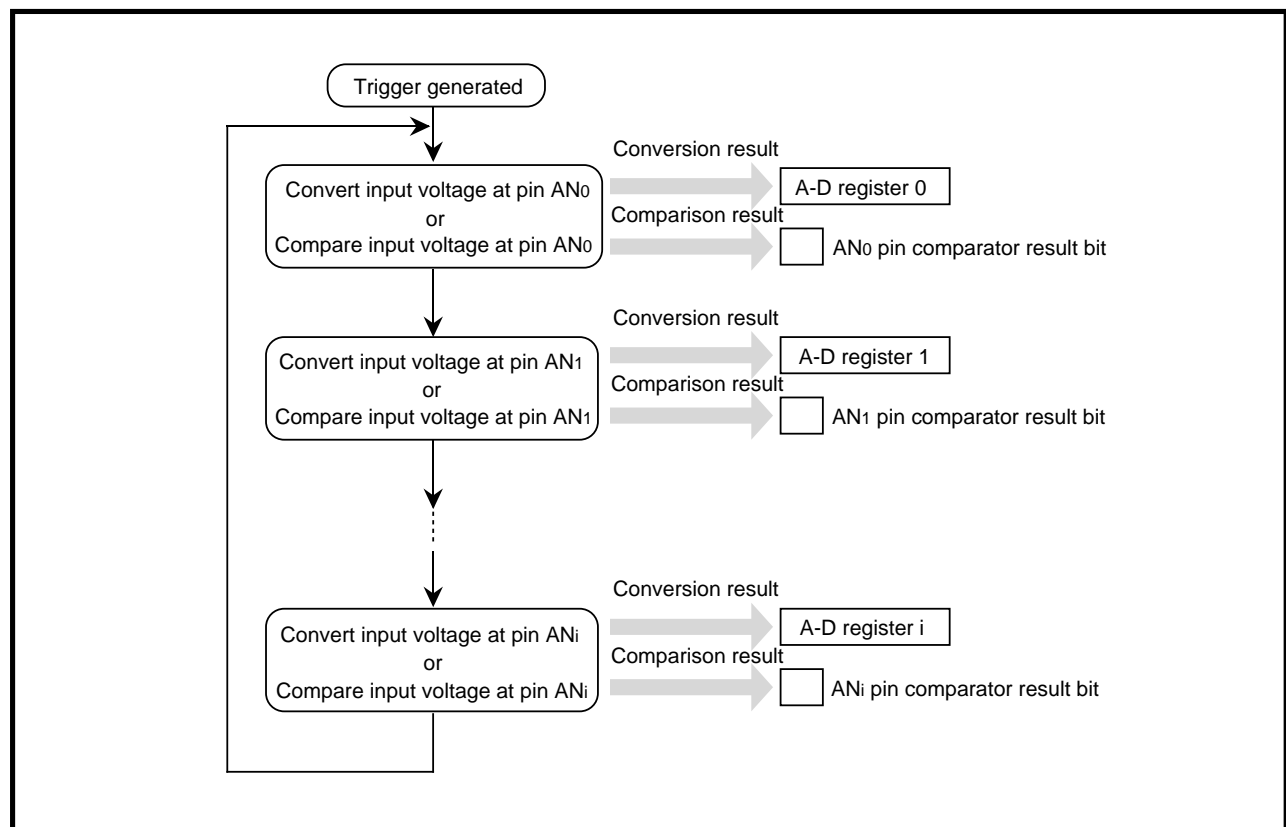 Trigger generated
Conversion result
Convert input voltage at pin AN0
or
Compare input voltage at pin AN0
A-D register 0
Comparison result
AN0 pin comparator result bit
Conversion result
Convert input voltage at pin AN1
or
Compare input voltage at pin AN1
A-D register 1
Comparison result
AN1 pin comparator result bit
Conversion result
Convert input voltage at pin ANi
or
Compare input voltage at pin ANi
A-D register i
Comparison result
ANi pin comparator result bit